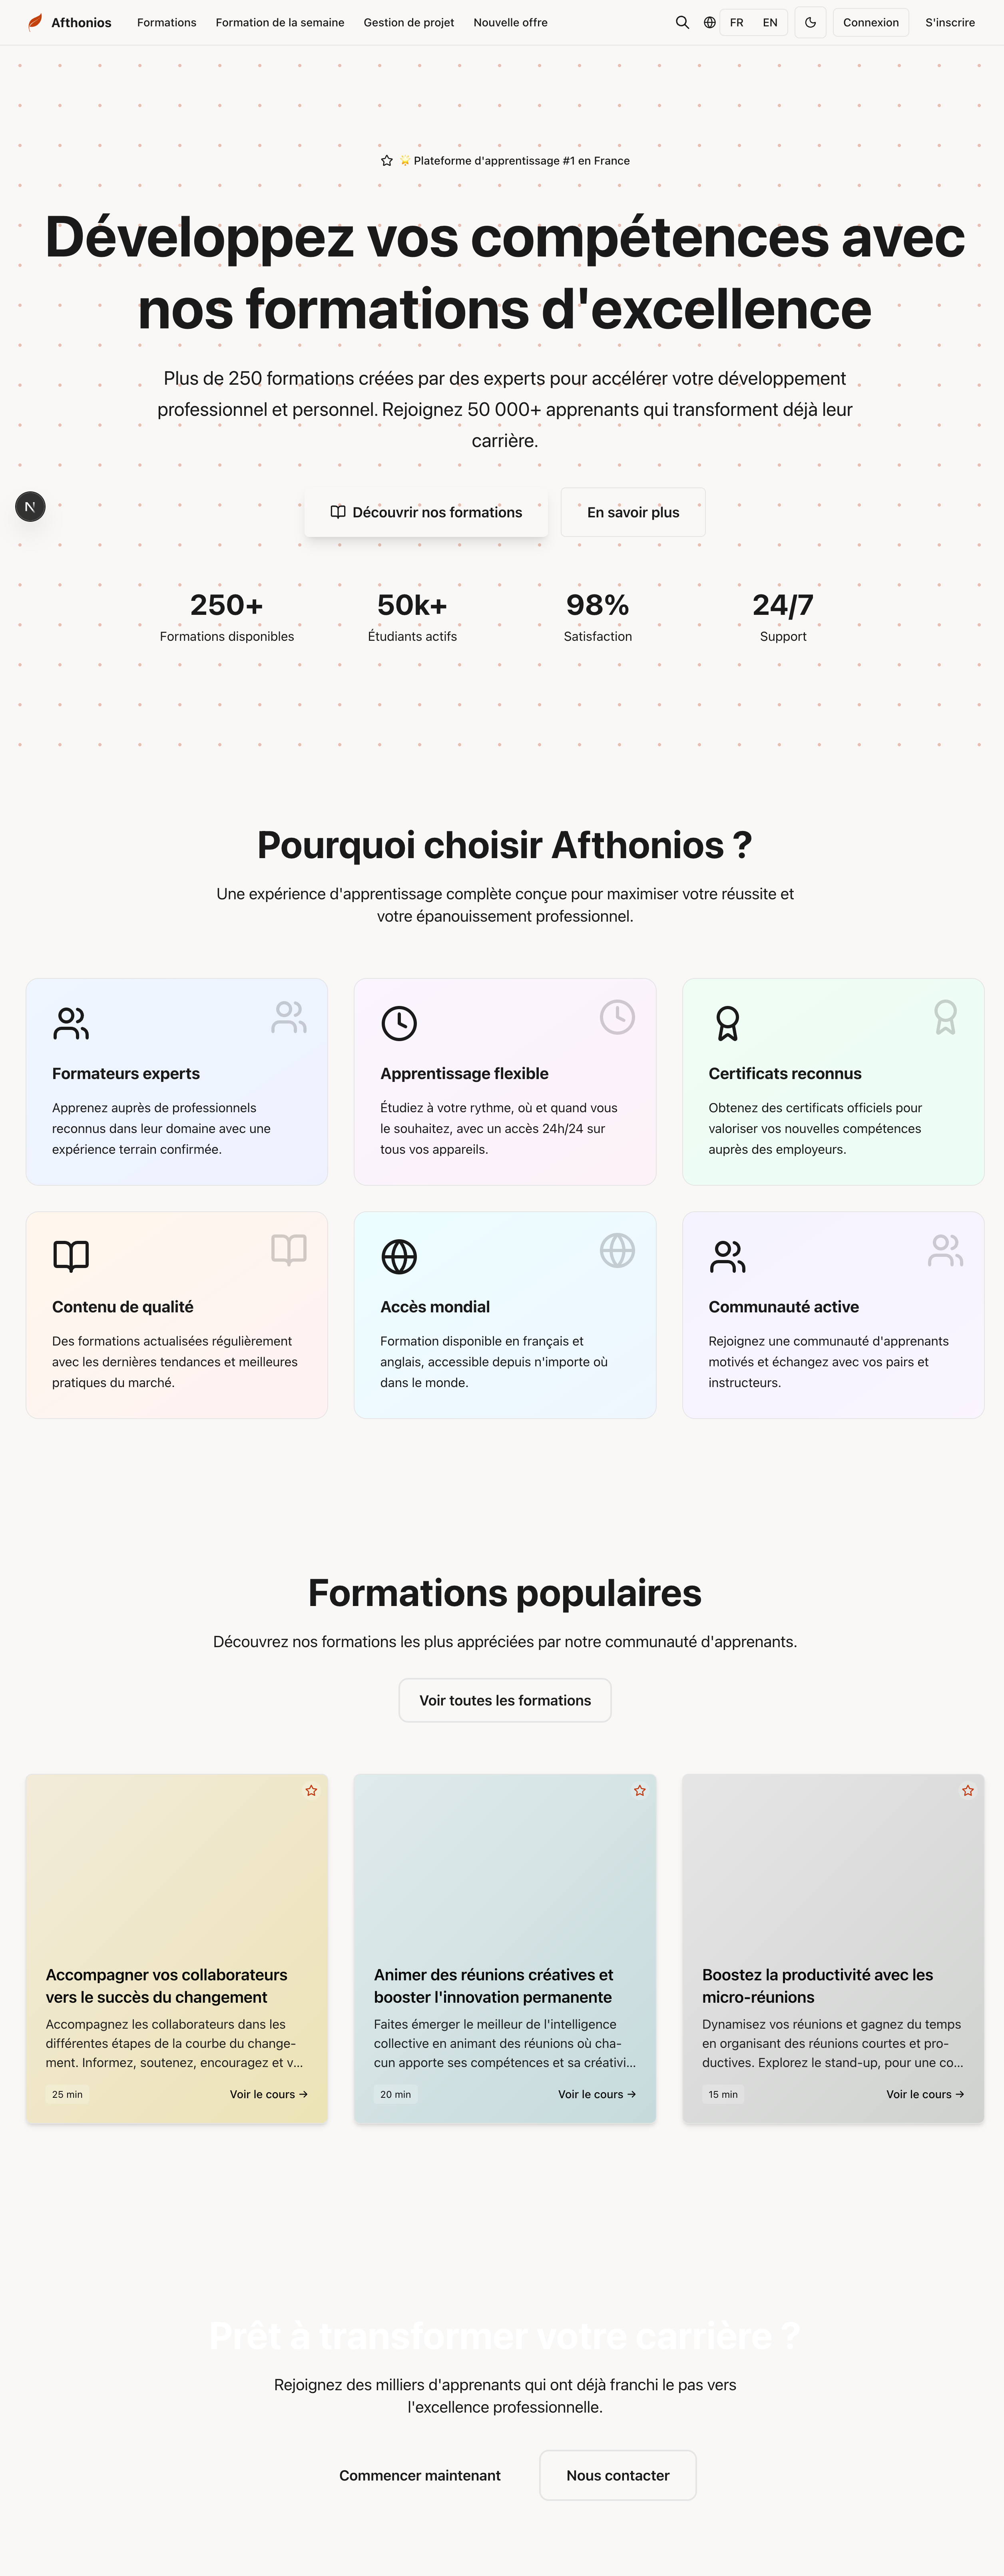 Afthonios
Formations
Formation de la semaine
Gestion de projet
Nouvelle offre
FR
EN
Connexion
S'inscrire
🌟 Plateforme d'apprentissage #1 en France
Développez vos compétences avec
nos formations d'excellence
Plus de 250 formations créées par des experts pour accélérer votre développement
professionnel et personnel. Rejoignez 50 000+ apprenants qui transforment déjà leur
carrière.
N
Découvrir nos formations
En savoir plus
250+
Formations disponibles
50k+
Étudiants actifs
98%
Satisfaction
24/7
Support
Pourquoi choisir Afthonios ?
Une expérience d'apprentissage complète conçue pour maximiser votre réussite et
votre épanouissement professionnel.
Formateurs experts
Apprenez auprès de professionnels
reconnus dans leur domaine avec une
expérience terrain confirmée.
Apprentissage flexible
Étudiez à votre rythme, où et quand vous
le souhaitez, avec un accès 24h/24 sur
tous vos appareils.
Certificats reconnus
Obtenez des certificats officiels pour
valoriser vos nouvelles compétences
auprès des employeurs.
Contenu de qualité
Des formations actualisées régulièrement
avec les dernières tendances et meilleures
pratiques du marché.
Accès mondial
Formation disponible en français et
anglais, accessible depuis n'importe où
dans le monde.
Communauté active
Rejoignez une communauté d'apprenants
motivés et échangez avec vos pairs et
instructeurs.
Formations populaires
Découvrez nos formations les plus appréciées par notre communauté d'apprenants.
Voir toutes les formations
Accompagner vos collaborateurs
vers le succès du changement
Accompagnez les collaborateurs dans les
différentes étapes de la courbe du change-
ment. Informez, soutenez, encouragez et v...
25 min
Voir le cours →
Animer des réunions créatives et
booster l'innovation permanente
Faites émerger le meilleur de l'intelligence
collective en animant des réunions où cha-
cun apporte ses compétences et sa créativi...
20 min
Voir le cours →
Boostez la productivité avec les
micro-réunions
Dynamisez vos réunions et gagnez du temps
en organisant des réunions courtes et pro-
ductives. Explorez le stand-up, pour une co...
15 min
Voir le cours →
Prêt à transformer votre carrière ?
Rejoignez des milliers d'apprenants qui ont déjà franchi le pas vers
l'excellence professionnelle.
Commencer maintenant
Nous contacter